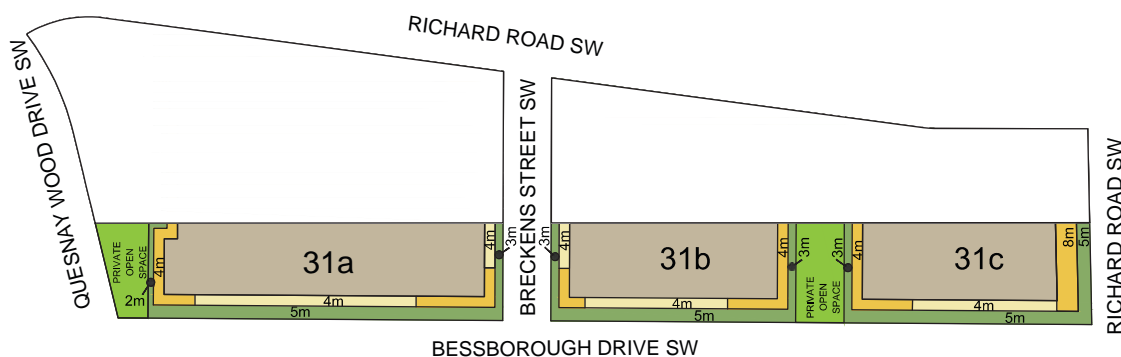 RICHARD ROAD SW
QUESNAY WOOD DRIVE SW
BRECKENS STREET SW
RICHARD ROAD SW
PRIVATE
OPEN
SPACE
4m
2m
31a
4m
3m
4m
5m
3m
4m
31b
4m
3m
4m
5m
PRIVATE
OPEN
SPACE
3m
4m
31c
8m
5m
4m
5m
BESSBOROUGH DRIVE SW